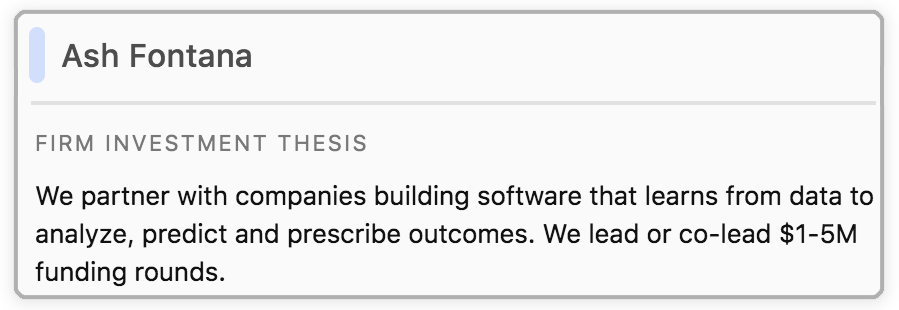 Ash Fontana
FIRM INVESTMENT THESIS
We partner with companies building software that learns from data to
analyze, predict and prescribe outcomes. We lead or co-lead $1-5M
funding rounds.